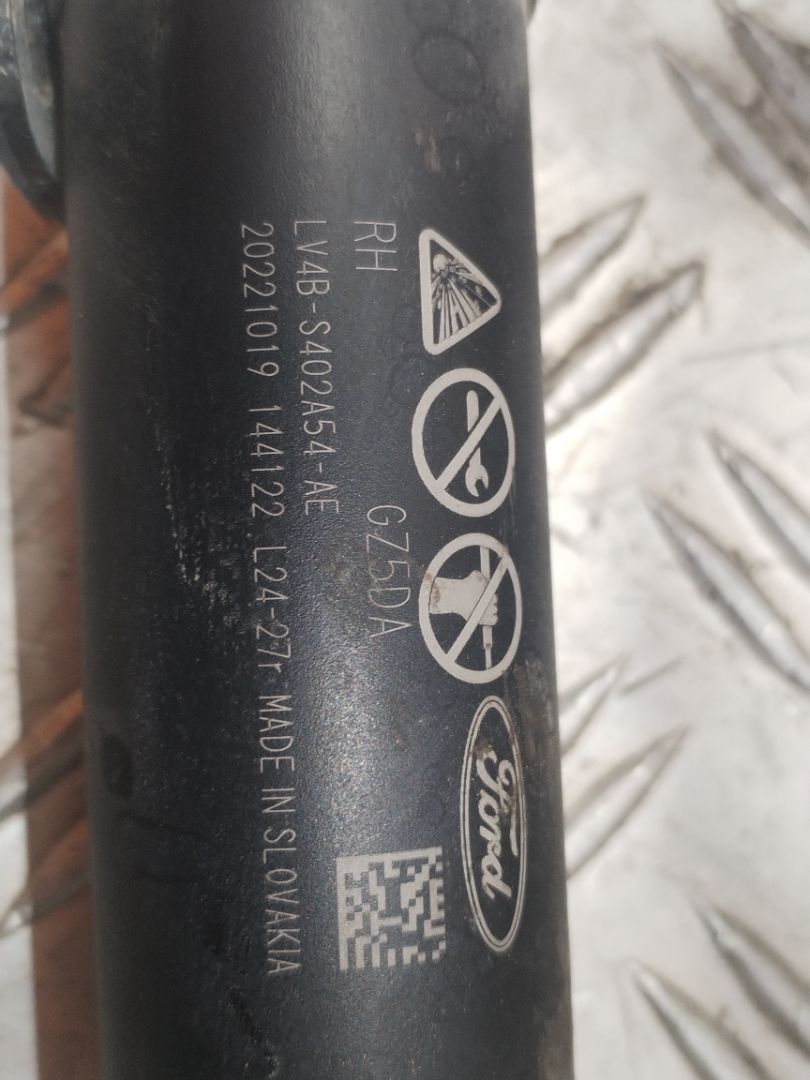 RH
GZ5DA
LV4B-S402A54-AE
20221019 144122 L24-27r MADE IN SLOVAKIA
Ford